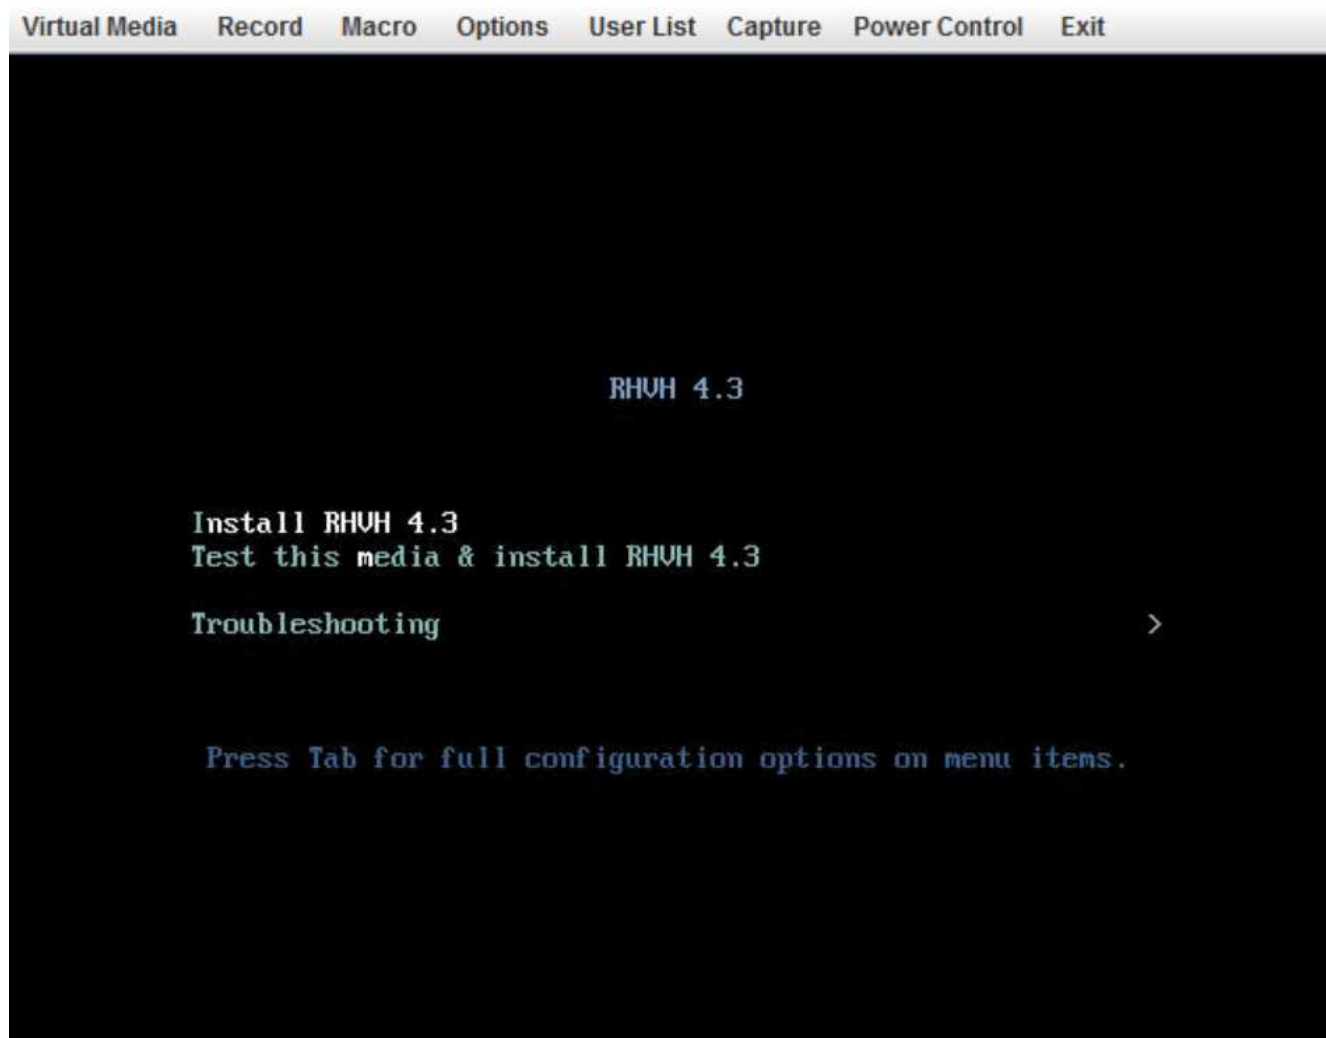 Virtual Media Record Macro Options User List Capture Power Control Exit
RHVH 4.3
Install RHVH 4.3
Test this media & install RHVH 4.3
Troubleshooting >
Press Tab for full configuration options on menu items.